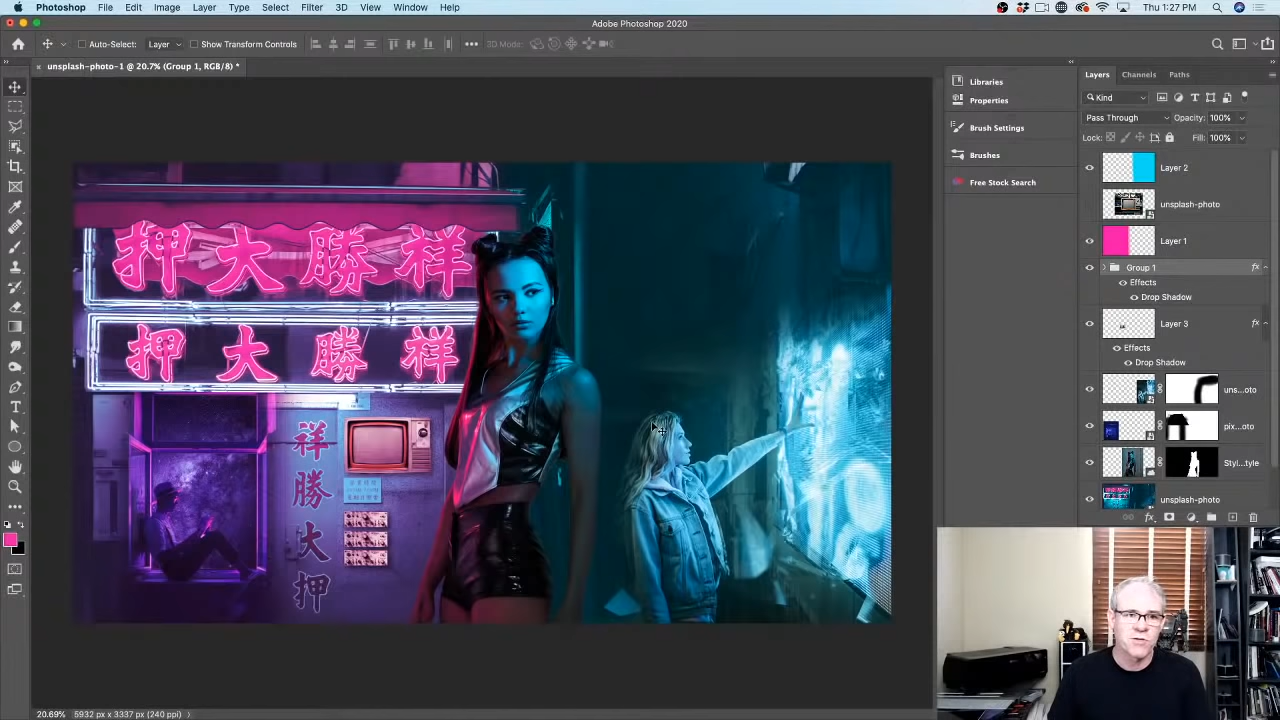 Photoshop File Edit Image Layer Type Select Filter 3D View Window Help
Thu 1:27 PM
Adobe Photoshop 2020
Auto-Select: Layer Show Transform Controls 3D Mode:
unsplash-photo-1 @ 20.7% (Group 1, RGB/8) *
Libraries
Properties
Brush Settings
Brushes
Free Stock Search
Layers Channels Paths
Kind
Pass Through Opacity: 100%
Lock: Fill: 100%
Layer 2
unsplash-photo
Layer 1
Group 1 fx
Effects
Drop Shadow
Layer 3 fx
Effects
Drop Shadow
uns...oto
pix...oto
Styl...tyle
unsplash-photo
fx
押大勝祥
押大勝祥
祥
勝
大
押
20.69% 5932 px x 3337 px (240 ppi)